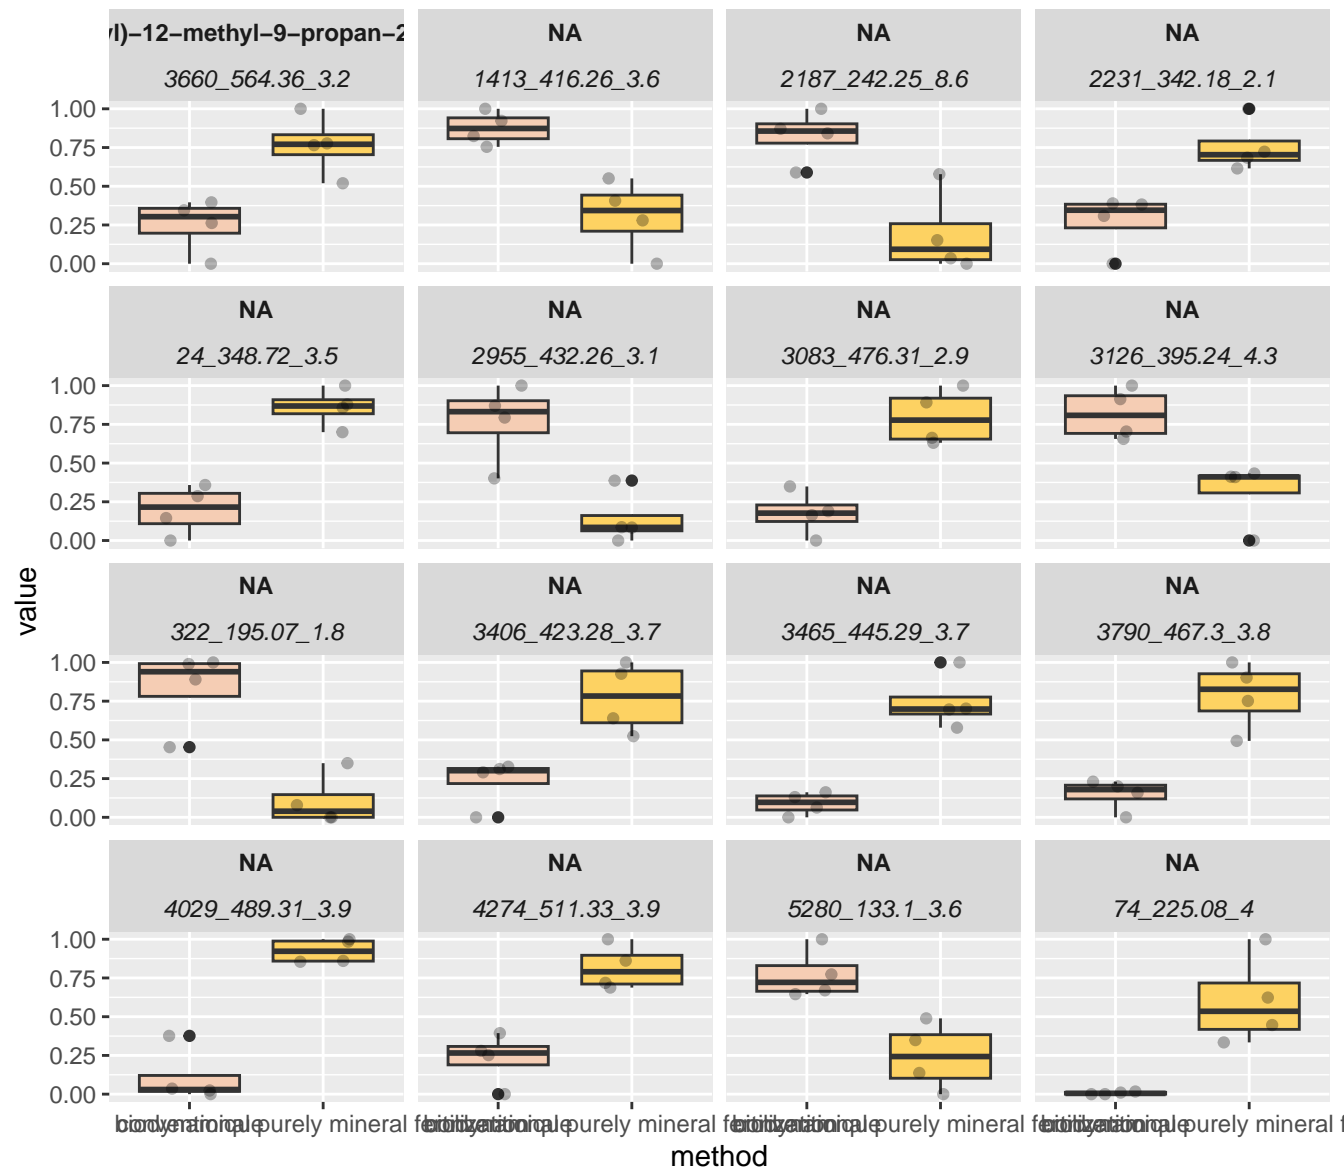 yl)−12−methyl−9−propan−2
NA
NA
NA
3660_564.36_3.2
1413_416.26_3.6
2187_242.25_8.6
2231_342.18_2.1
1.00
0.75
0.50
0.25
0.00
NA
NA
NA
NA
24_348.72_3.5
2955_432.26_3.1
3083_476.31_2.9
3126_395.24_4.3
1.00
0.75
0.50
0.25
0.00
value
NA
NA
NA
NA
322_195.07_1.8
3406_423.28_3.7
3465_445.29_3.7
3790_467.3_3.8
1.00
0.75
0.50
0.25
0.00
NA
NA
NA
NA
4029_489.31_3.9
4274_511.33_3.9
5280_133.1_3.6
74_225.08_4
1.00
0.75
0.50
0.25
0.00
purely mineral
purely mineral
purely mineral
purely mineral f
method